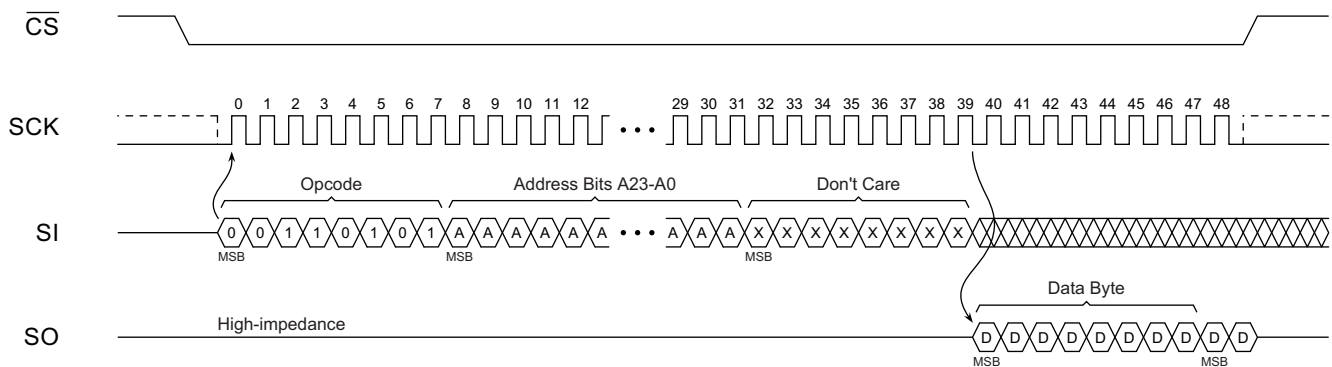 CS
0 1 2 3 4 5 6 7 8 9 10 11 12 29 30 31 32 33 34 35 36 37 38 39 40 41 42 43 44 45 46 47 48
SCK •••
Opcode Address Bits A23-A0 Don't Care
SI 0 0 1 1 0 1 0 1 A A A A A A ••• A A A X X X X X X X X
MSB MSB MSB
Data Byte
High-impedance
SO D D D D D D D D D D
MSB MSB